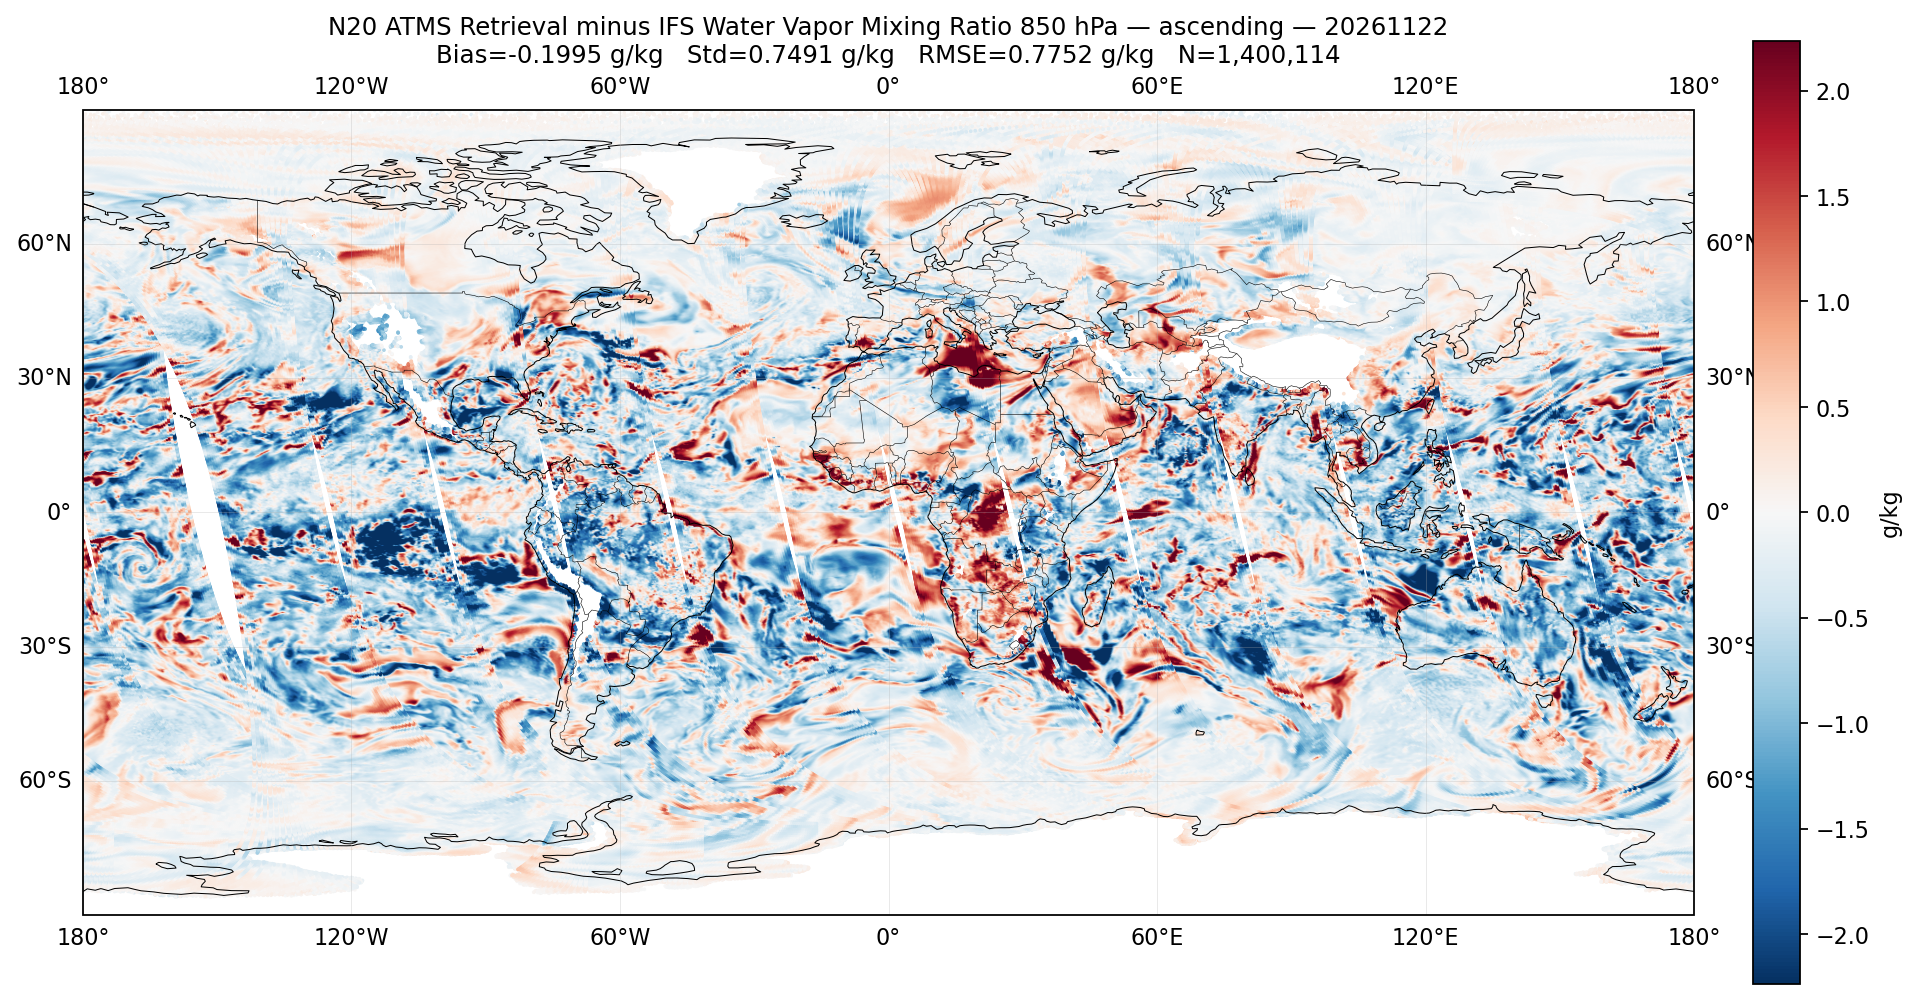 N20 ATMS Retrieval minus IFS Water Vapor Mixing Ratio 850 hPa — ascending — 20261122
Bias=-0.1995 g/kg   Std=0.7491 g/kg   RMSE=0.7752 g/kg   N=1,400,114
180° 120°W 60°W 0° 60°E 120°E 180°
60°N 60°N
30°N 30°N
0° 0°
30°S 30°S
60°S 60°S
180° 120°W 60°W 0° 60°E 120°E 180°
2.0
1.5
1.0
0.5
0.0
−0.5
−1.0
−1.5
−2.0
g/kg